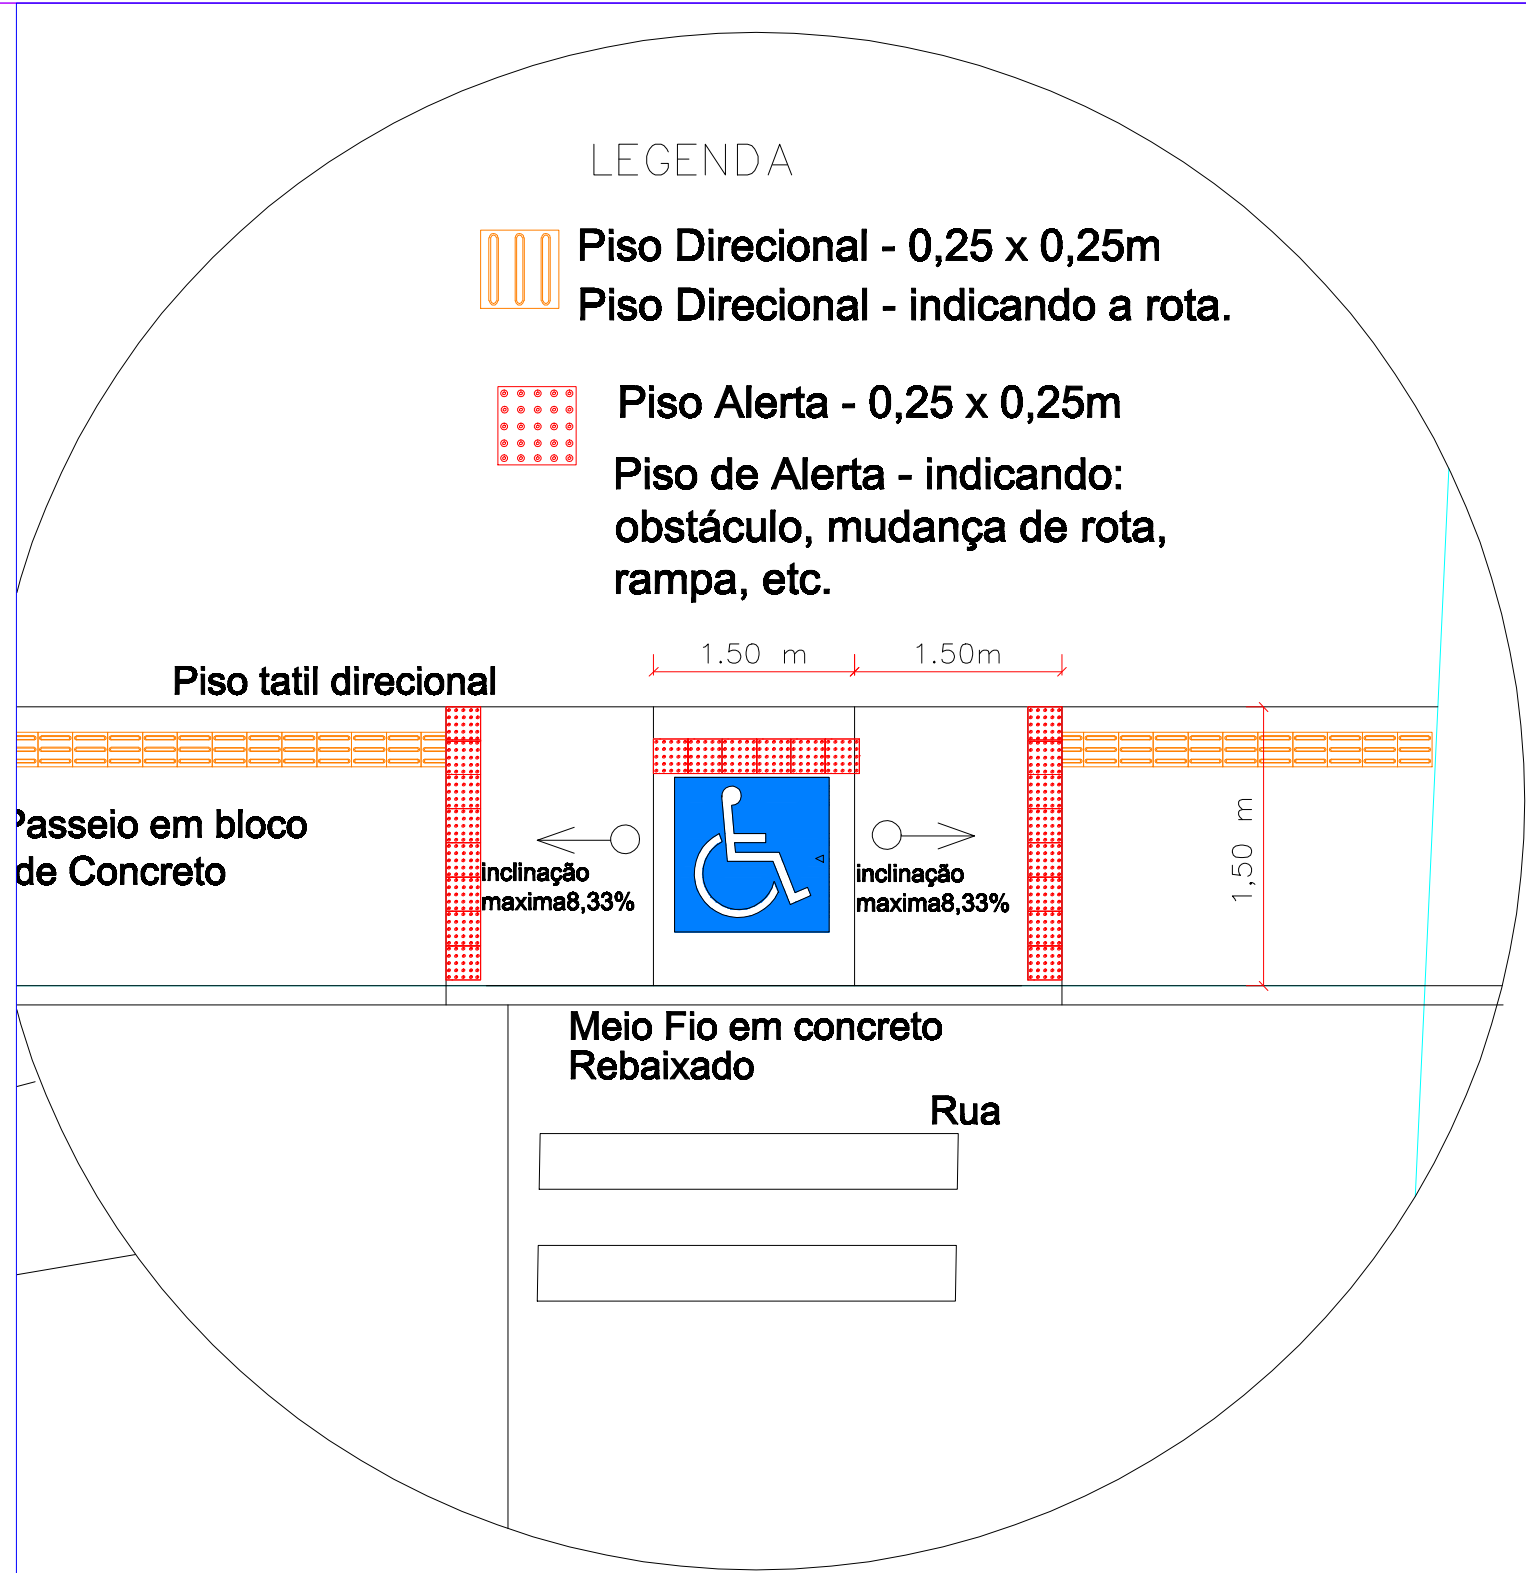 LEGENDA
Piso Direcional - 0,25 x 0,25m
Piso Direcional - indicando a rota.
Piso Alerta - 0,25 x 0,25m
Piso de Alerta - indicando:
obstáculo, mudança de rota,
rampa, etc.
1.50 m
1.50m
Piso tatil direcional
Passeio em bloco
de Concreto
inclinação
maxima8,33%
inclinação
maxima8,33%
1,50 m
Meio Fio em concreto
Rebaixado
Rua